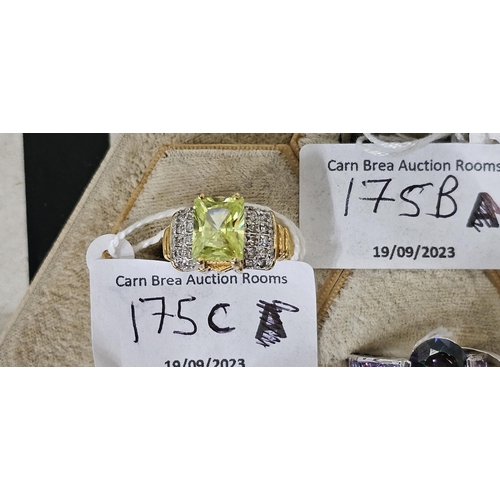 Carn Brea Auction Rooms
175B
19/09/2023
Carn Brea Auction Rooms
175C
19/09/2023